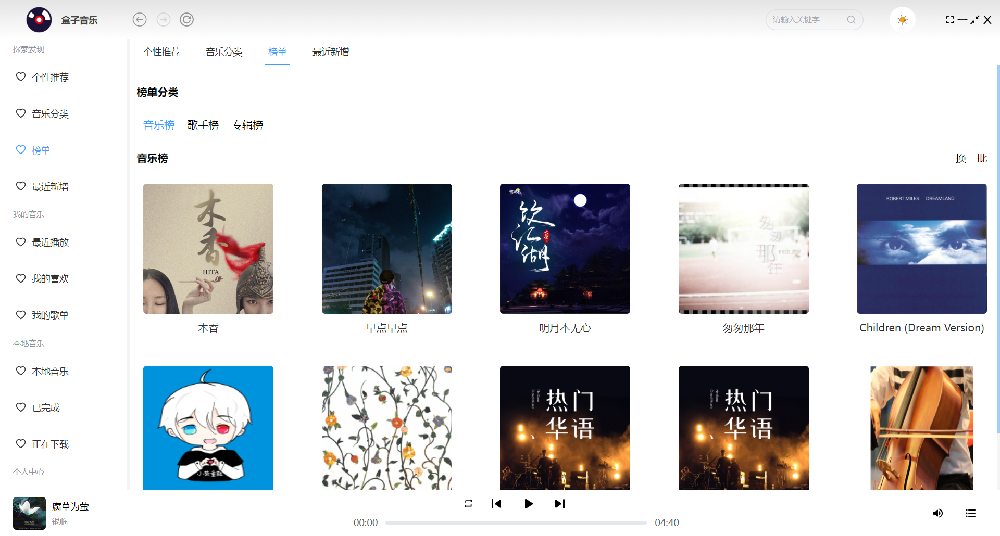 盒子音乐
请输入关键字
X
探索发现
个性推荐
音乐分类
榜单
最近新增
我的音乐
最近播放
我的喜欢
我的歌单
本地音乐
本地音乐
已完成
正在下载
个人中心
个性推荐
音乐分类
榜单
最近新增
榜单分类
音乐榜
歌手榜
专辑榜
音乐榜
换一批
木香
HITA
饮江湖
匆匆
那年
ROBERT MILES DREAMLAND
木香
早点早点
明月本无心
匆匆那年
Children (Dream Version)
NetEase
Cloud Music
热门
华语
NetEase
Cloud Music
热门
华语
腐草为萤
银临
00:00
04:40